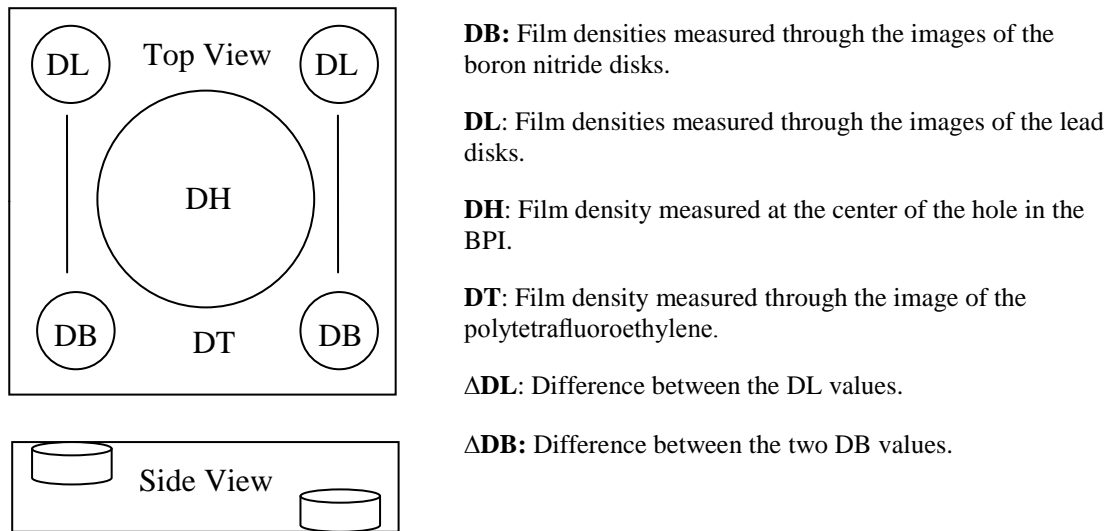 DL Top View DL
DH
DB DT DB
Side View
DB: Film densities measured through the images of the
boron nitride disks.
DL: Film densities measured through the images of the lead
disks.
DH: Film density measured at the center of the hole in the
BPI.
DT: Film density measured through the image of the
polytetrafluoroethylene.
ΔDL: Difference between the DL values.
ΔDB: Difference between the two DB values.